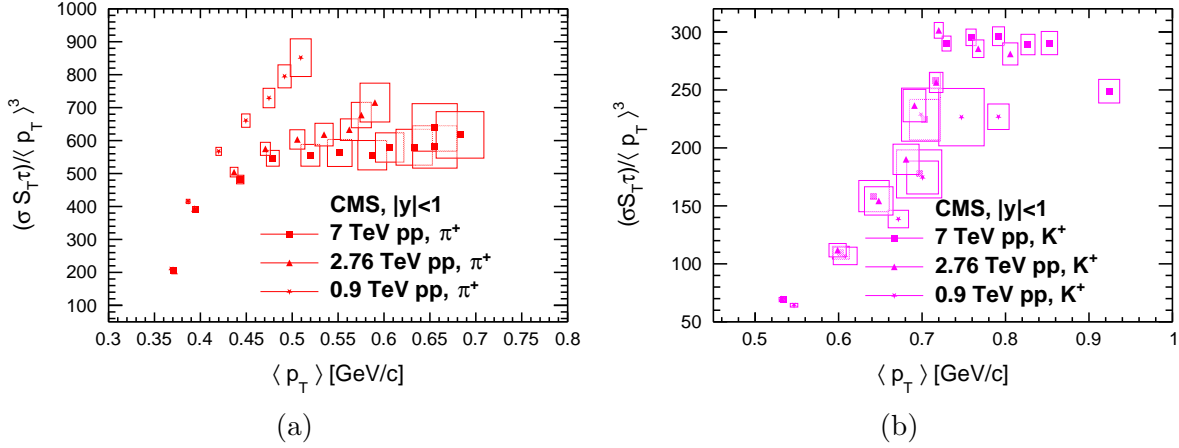 (σ S_T τ)/⟨ p_T ⟩³
1000
900
800
700
600
500
400
300
200
100
0
CMS, |y|<1
7 TeV pp, π⁺
2.76 TeV pp, π⁺
0.9 TeV pp, π⁺
0.3 0.35 0.4 0.45 0.5 0.55 0.6 0.65 0.7 0.75 0.8
⟨ p_T ⟩ [GeV/c]
(a)
(σS_Tτ)/⟨ p_T ⟩³
300
250
200
150
100
50
CMS, |y|<1
7 TeV pp, K⁺
2.76 TeV pp, K⁺
0.9 TeV pp, K⁺
0.5 0.6 0.7 0.8 0.9 1
⟨ p_T ⟩ [GeV/c]
(b)